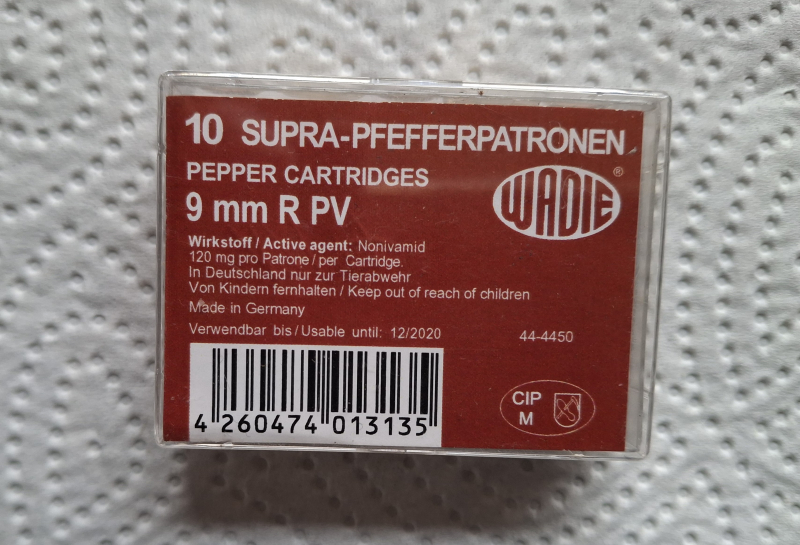 10 SUPRA-PFEFFERPATRONEN
PEPPER CARTRIDGES
WADIE®
9 mm R PV
Wirkstoff / Active agent: Nonivamid
120 mg pro Patrone / per Cartridge.
In Deutschland nur zur Tierabwehr
Von Kindern fernhalten / Keep out of reach of children
Made in Germany
Verwendbar bis / Usable until: 12/2020
44-4450
CIP
M
4 260474 013135